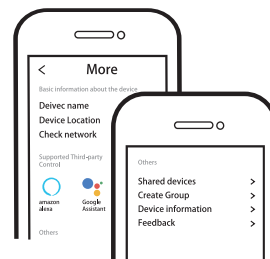 < More
Basic information about the device
Deivec name
Device Location
Check network
Supported Third-party
Control
amazon
alexa
Google
Assistant
Others
Others
Shared devices >
Create Group >
Device information >
Feedback >